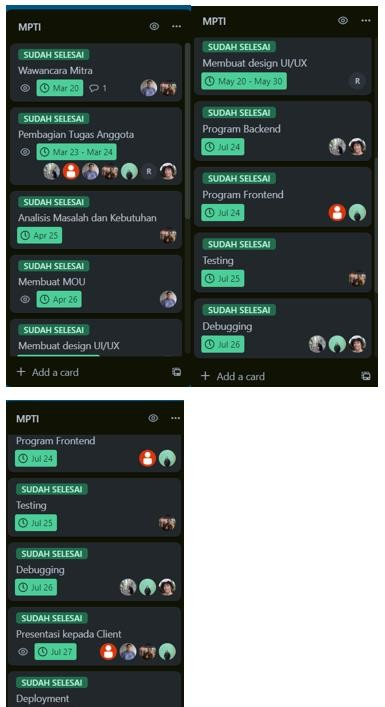 MPTI
SUDAH SELESAI
Wawancara Mitra
Mar 20
1
SUDAH SELESAI
Pembagian Tugas Anggota
Mar 23 - Mar 24
R
SUDAH SELESAI
Analisis Masalah dan Kebutuhan
Apr 25
SUDAH SELESAI
Membuat MOU
Apr 26
SUDAH SELESAI
Membuat design UI/UX
+ Add a card
MPTI
SUDAH SELESAI
Membuat design UI/UX
May 20 - May 30
R
SUDAH SELESAI
Program Backend
Jul 24
SUDAH SELESAI
Program Frontend
Jul 24
SUDAH SELESAI
Testing
Jul 25
SUDAH SELESAI
Debugging
Jul 26
+ Add a card
MPTI
Program Frontend
Jul 24
SUDAH SELESAI
Testing
Jul 25
SUDAH SELESAI
Debugging
Jul 26
SUDAH SELESAI
Presentasi kepada Client
Jul 27
SUDAH SELESAI
Deployment